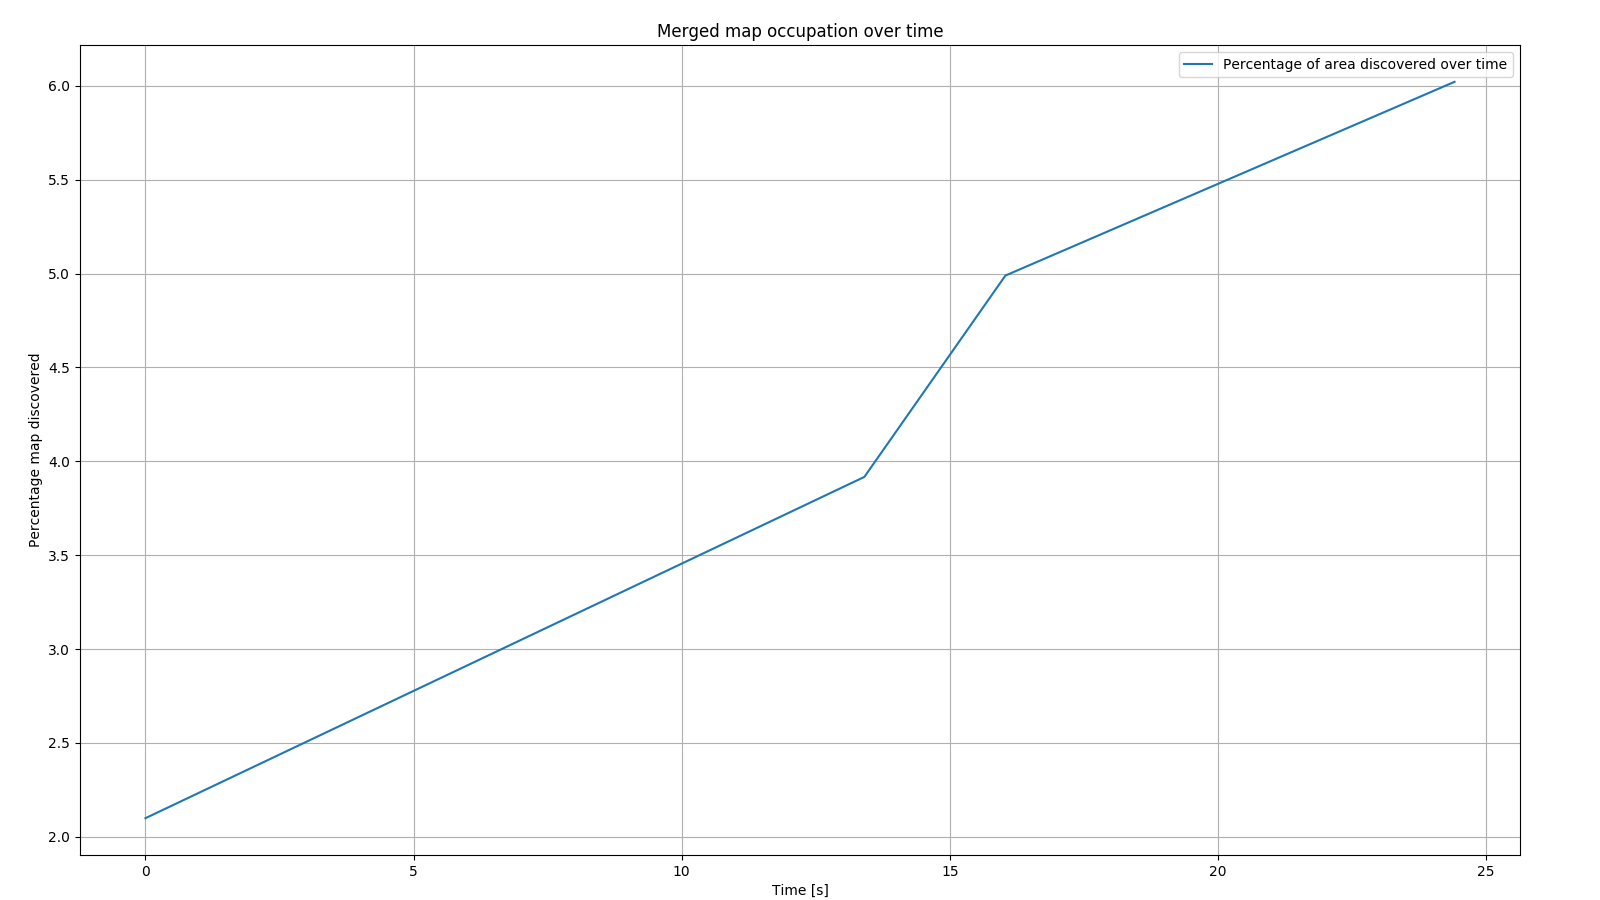 Merged map occupation over time
Percentage of area discovered over time
Percentage map discovered
6.0
5.5
5.0
4.5
4.0
3.5
3.0
2.5
2.0
0 5 10 15 20 25
Time [s]